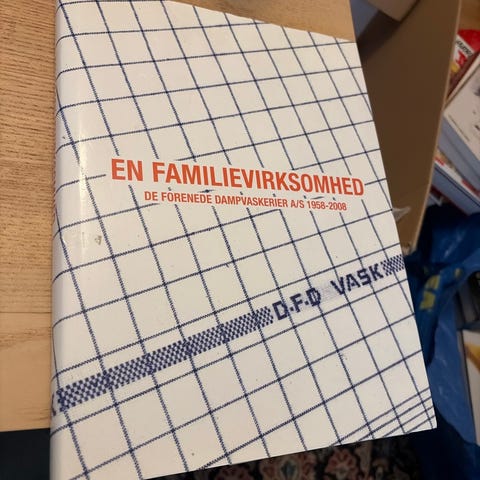 EN FAMILIEVIRKSOMHED
DE FORENEDE DAMPVASKERIER A/S 1958-2008
D.F.D VASK